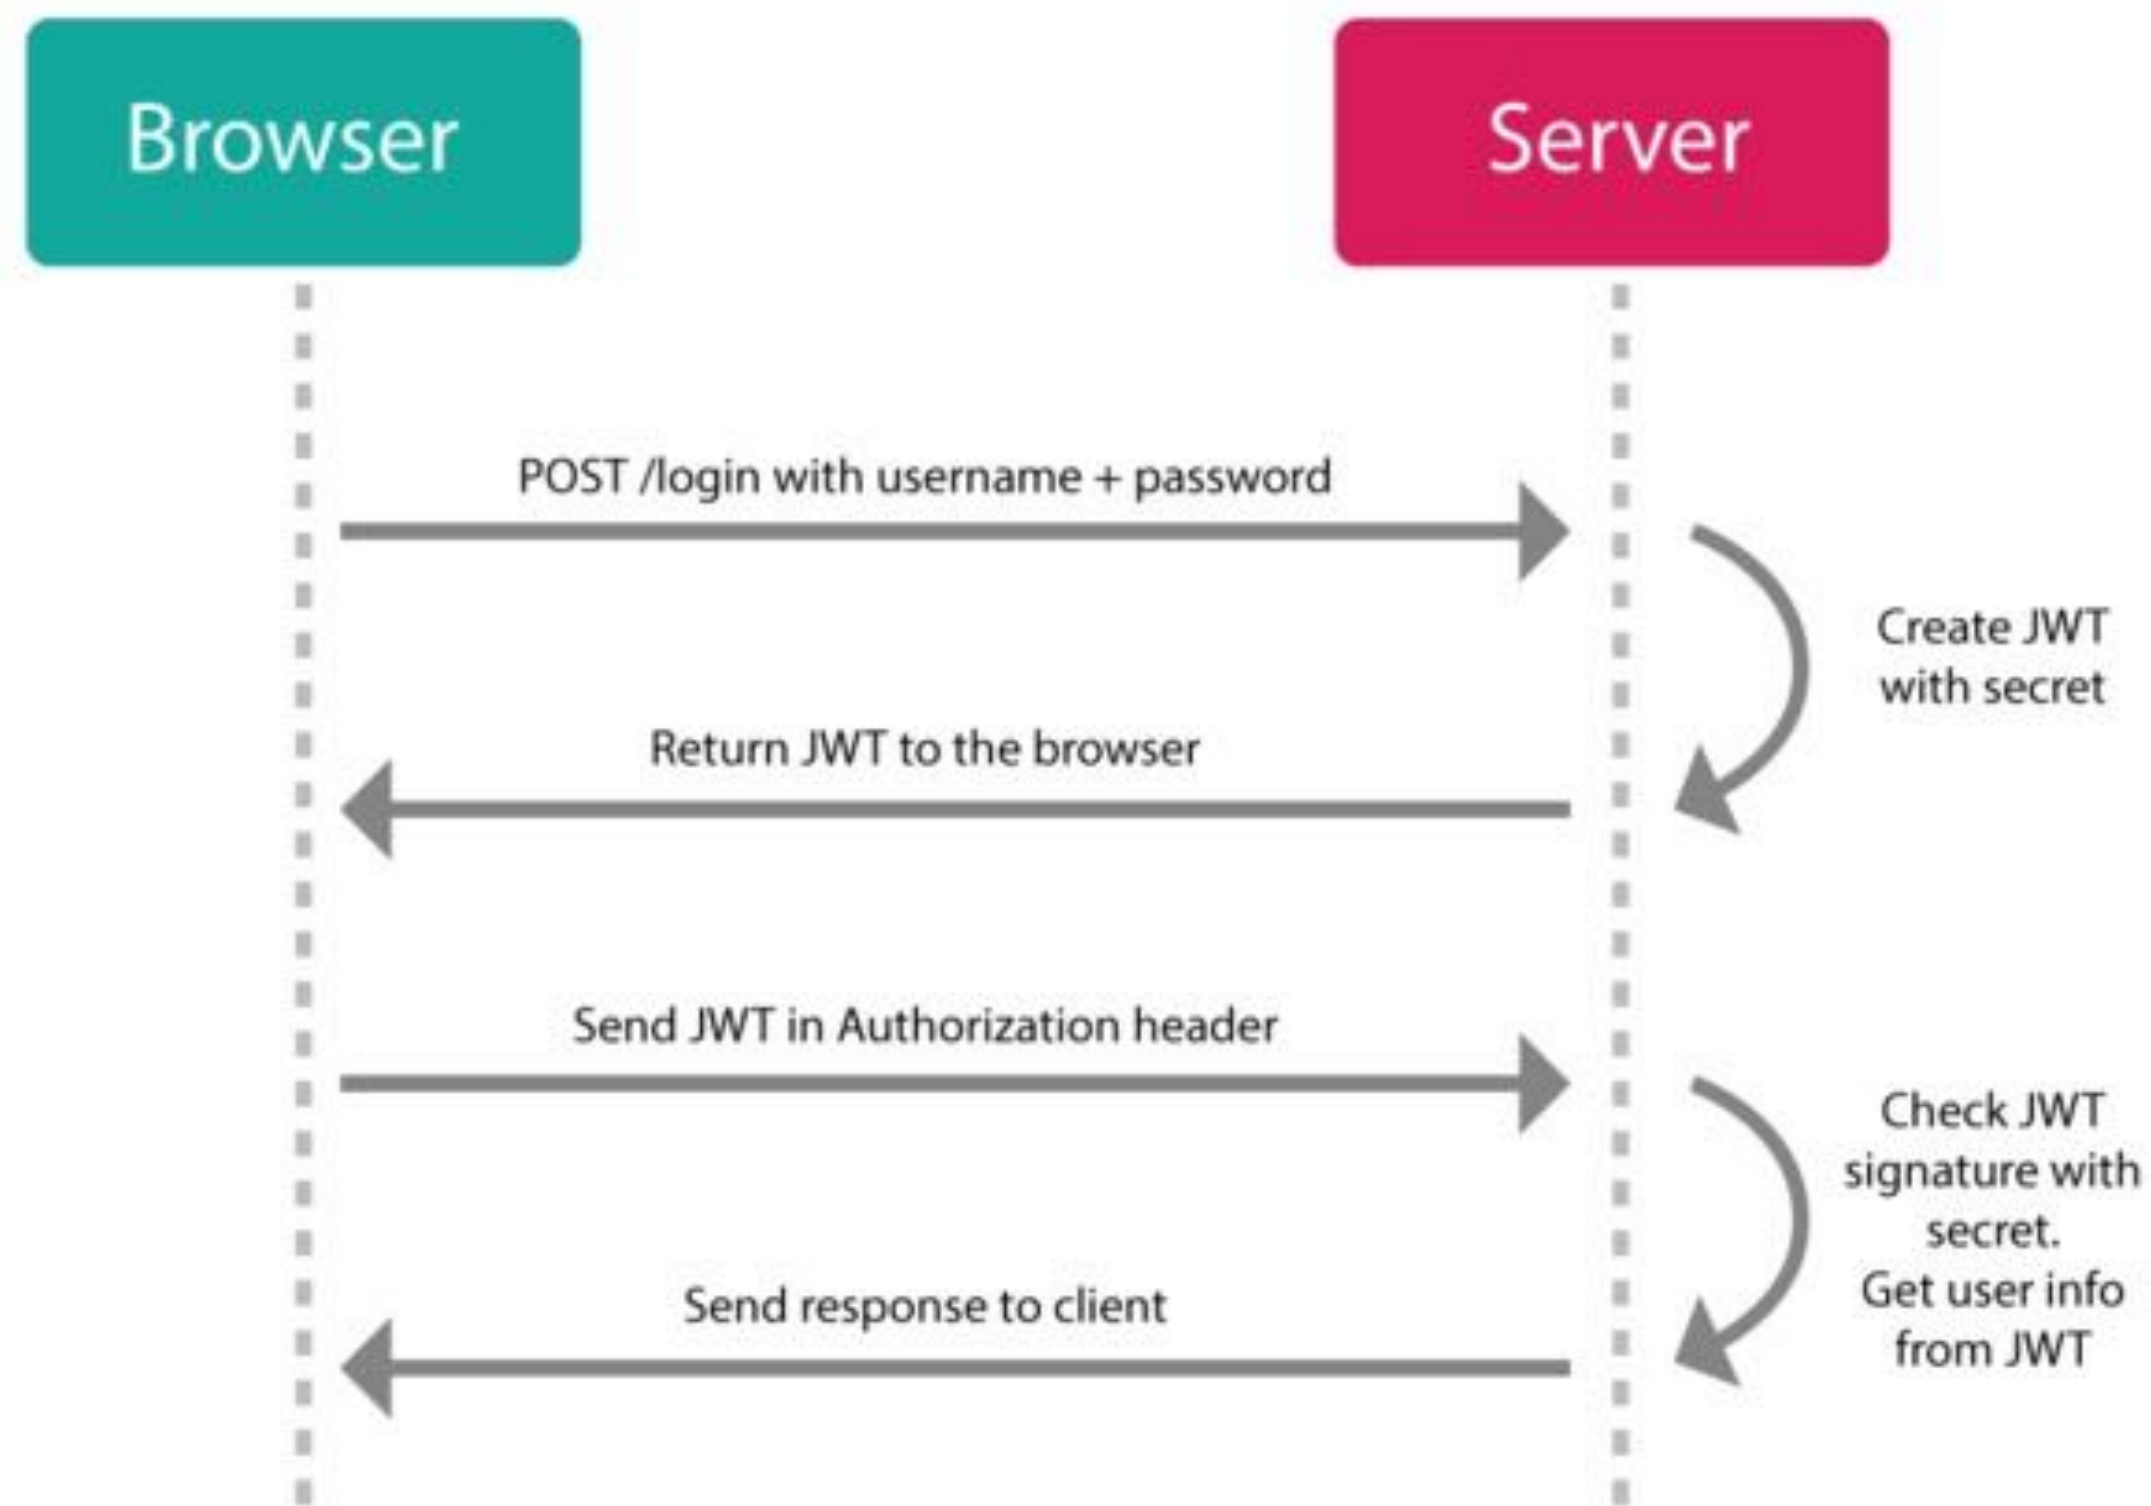 Browser
Server
POST /login with username + password
Create JWT
with secret
Return JWT to the browser
Send JWT in Authorization header
Check JWT
signature with
secret.
Get user info
from JWT
Send response to client